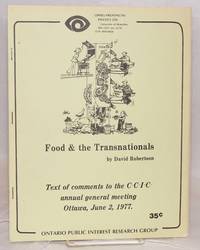 Food & the Transnationals
by David Robertson
Text of comments to the CCIC
annual general meeting
Ottawa, June 2, 1977.
35¢
ONTARIO PUBLIC INTEREST RESEARCH GROUP